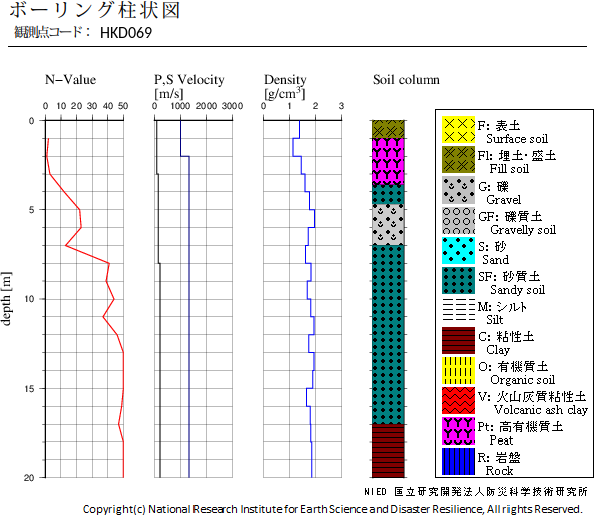 ボーリング柱状図
観測点コード： HKD069
N−Value
P,S Velocity
[m/s]
Density
[g/cm³]
Soil column
0 10 20 30 40 50
0 1000 2000 3000
0 1 2 3
0
5
10
15
20
depth [m]
F: 表土
Surface soil
Fl: 埋土・盛土
Fill soil
G: 礫
Gravel
GF: 礫質土
Gravelly soil
S: 砂
Sand
SF: 砂質土
Sandy soil
M: シルト
Silt
C: 粘性土
Clay
O: 有機質土
Organic soil
V: 火山灰質粘性土
Volcanic ash clay
Pt: 高有機質土
Peat
R: 岩盤
Rock
NIED 国立研究開発法人防災科学技術研究所
Copyright(c) National Research Institute for Earth Science and Disaster Resilience, All rights Reserved.